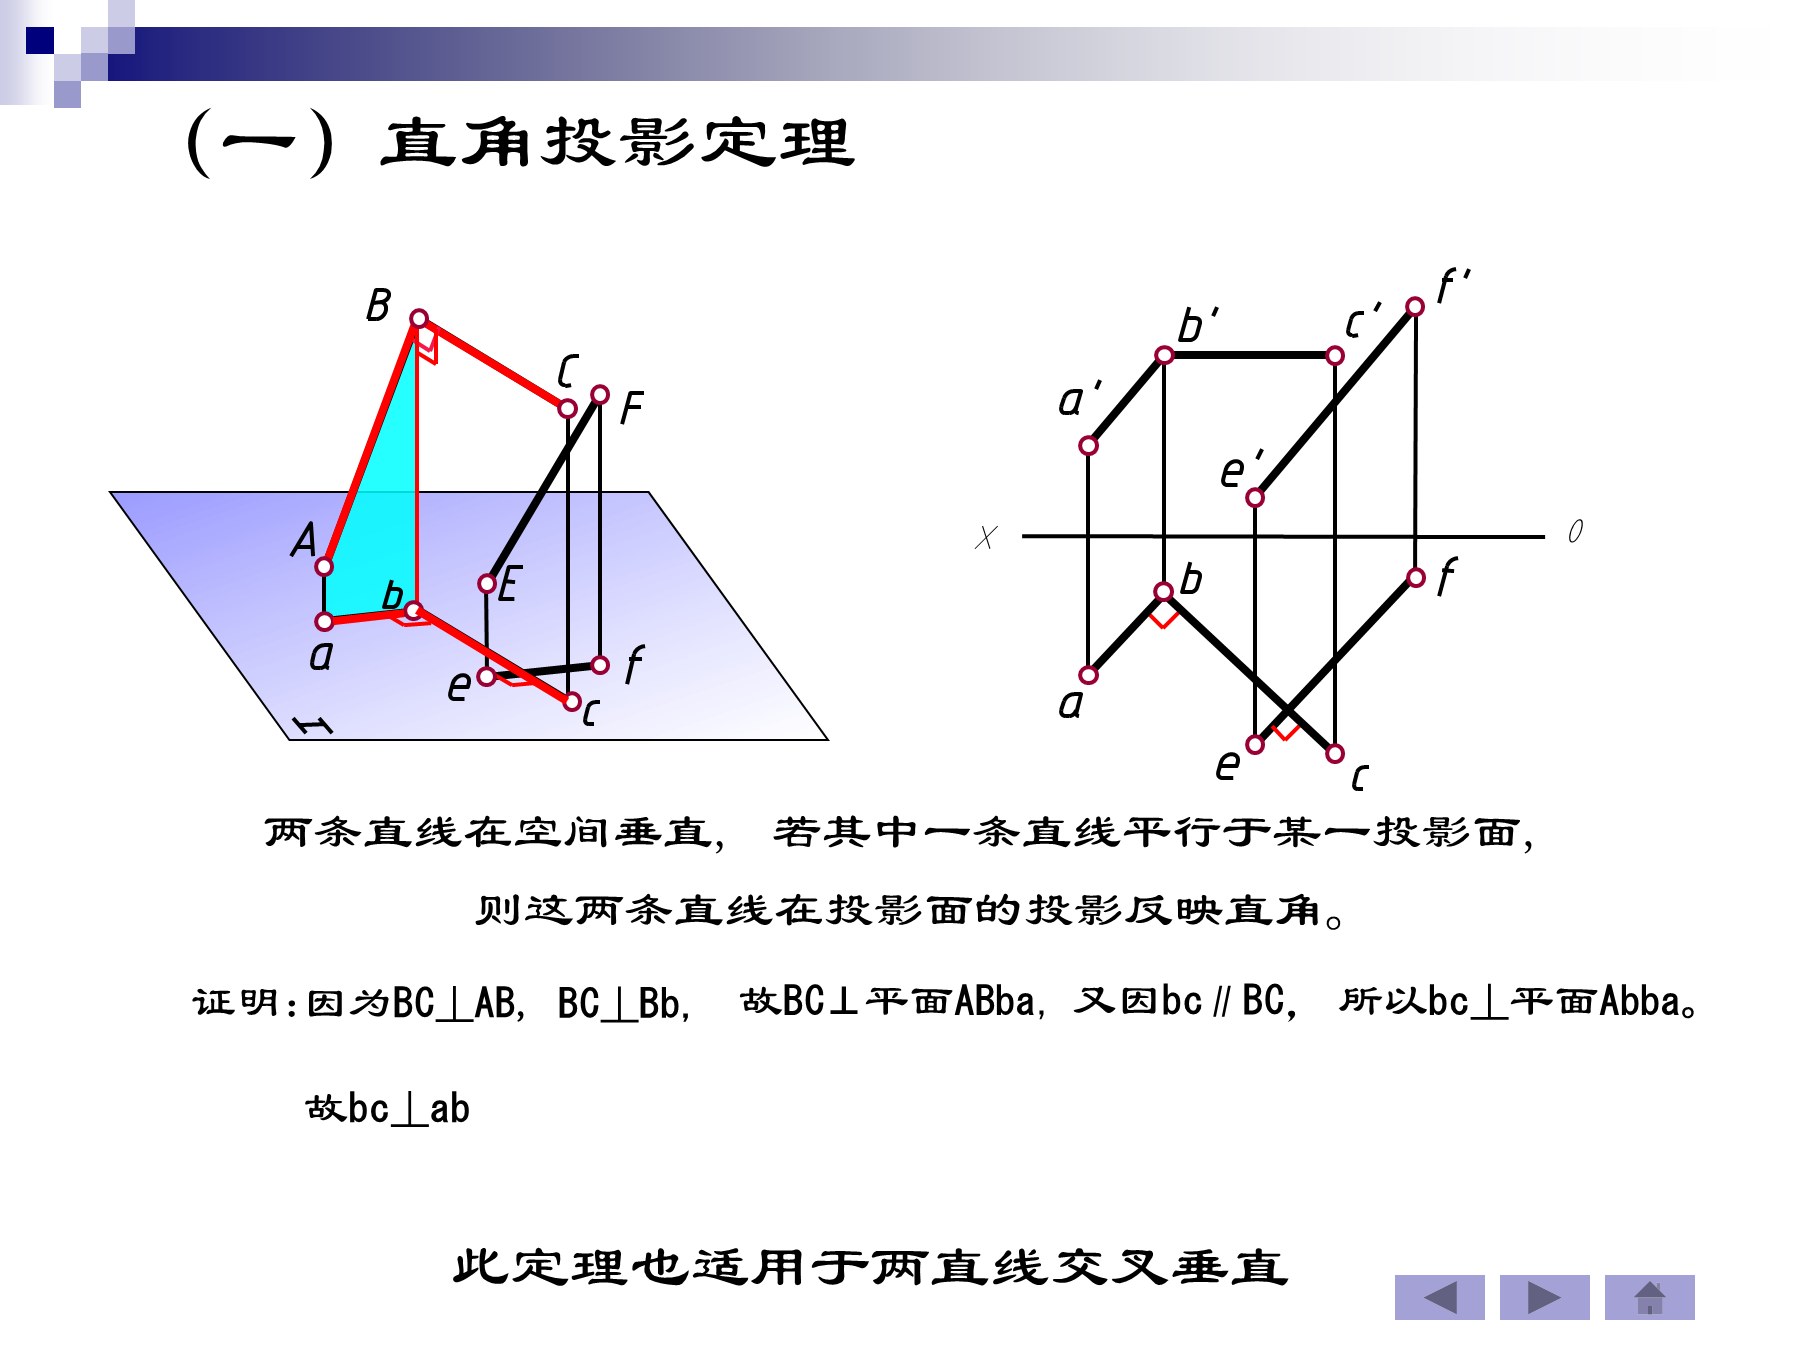 (一) 直角投影定理
B
C
F
A
E
b
a
e
f
c
f'
b'
c'
a'
e'
X
O
b
f
a
e
c
两条直线在空间垂直, 若其中一条直线平行于某一投影面,
则这两条直线在投影面的投影反映直角。
证明:因为BC⊥AB, BC⊥Bb, 故BC⊥平面ABba, 又因bc∥BC, 所以bc⊥平面Abba。
故bc⊥ab
此定理也适用于两直线交叉垂直